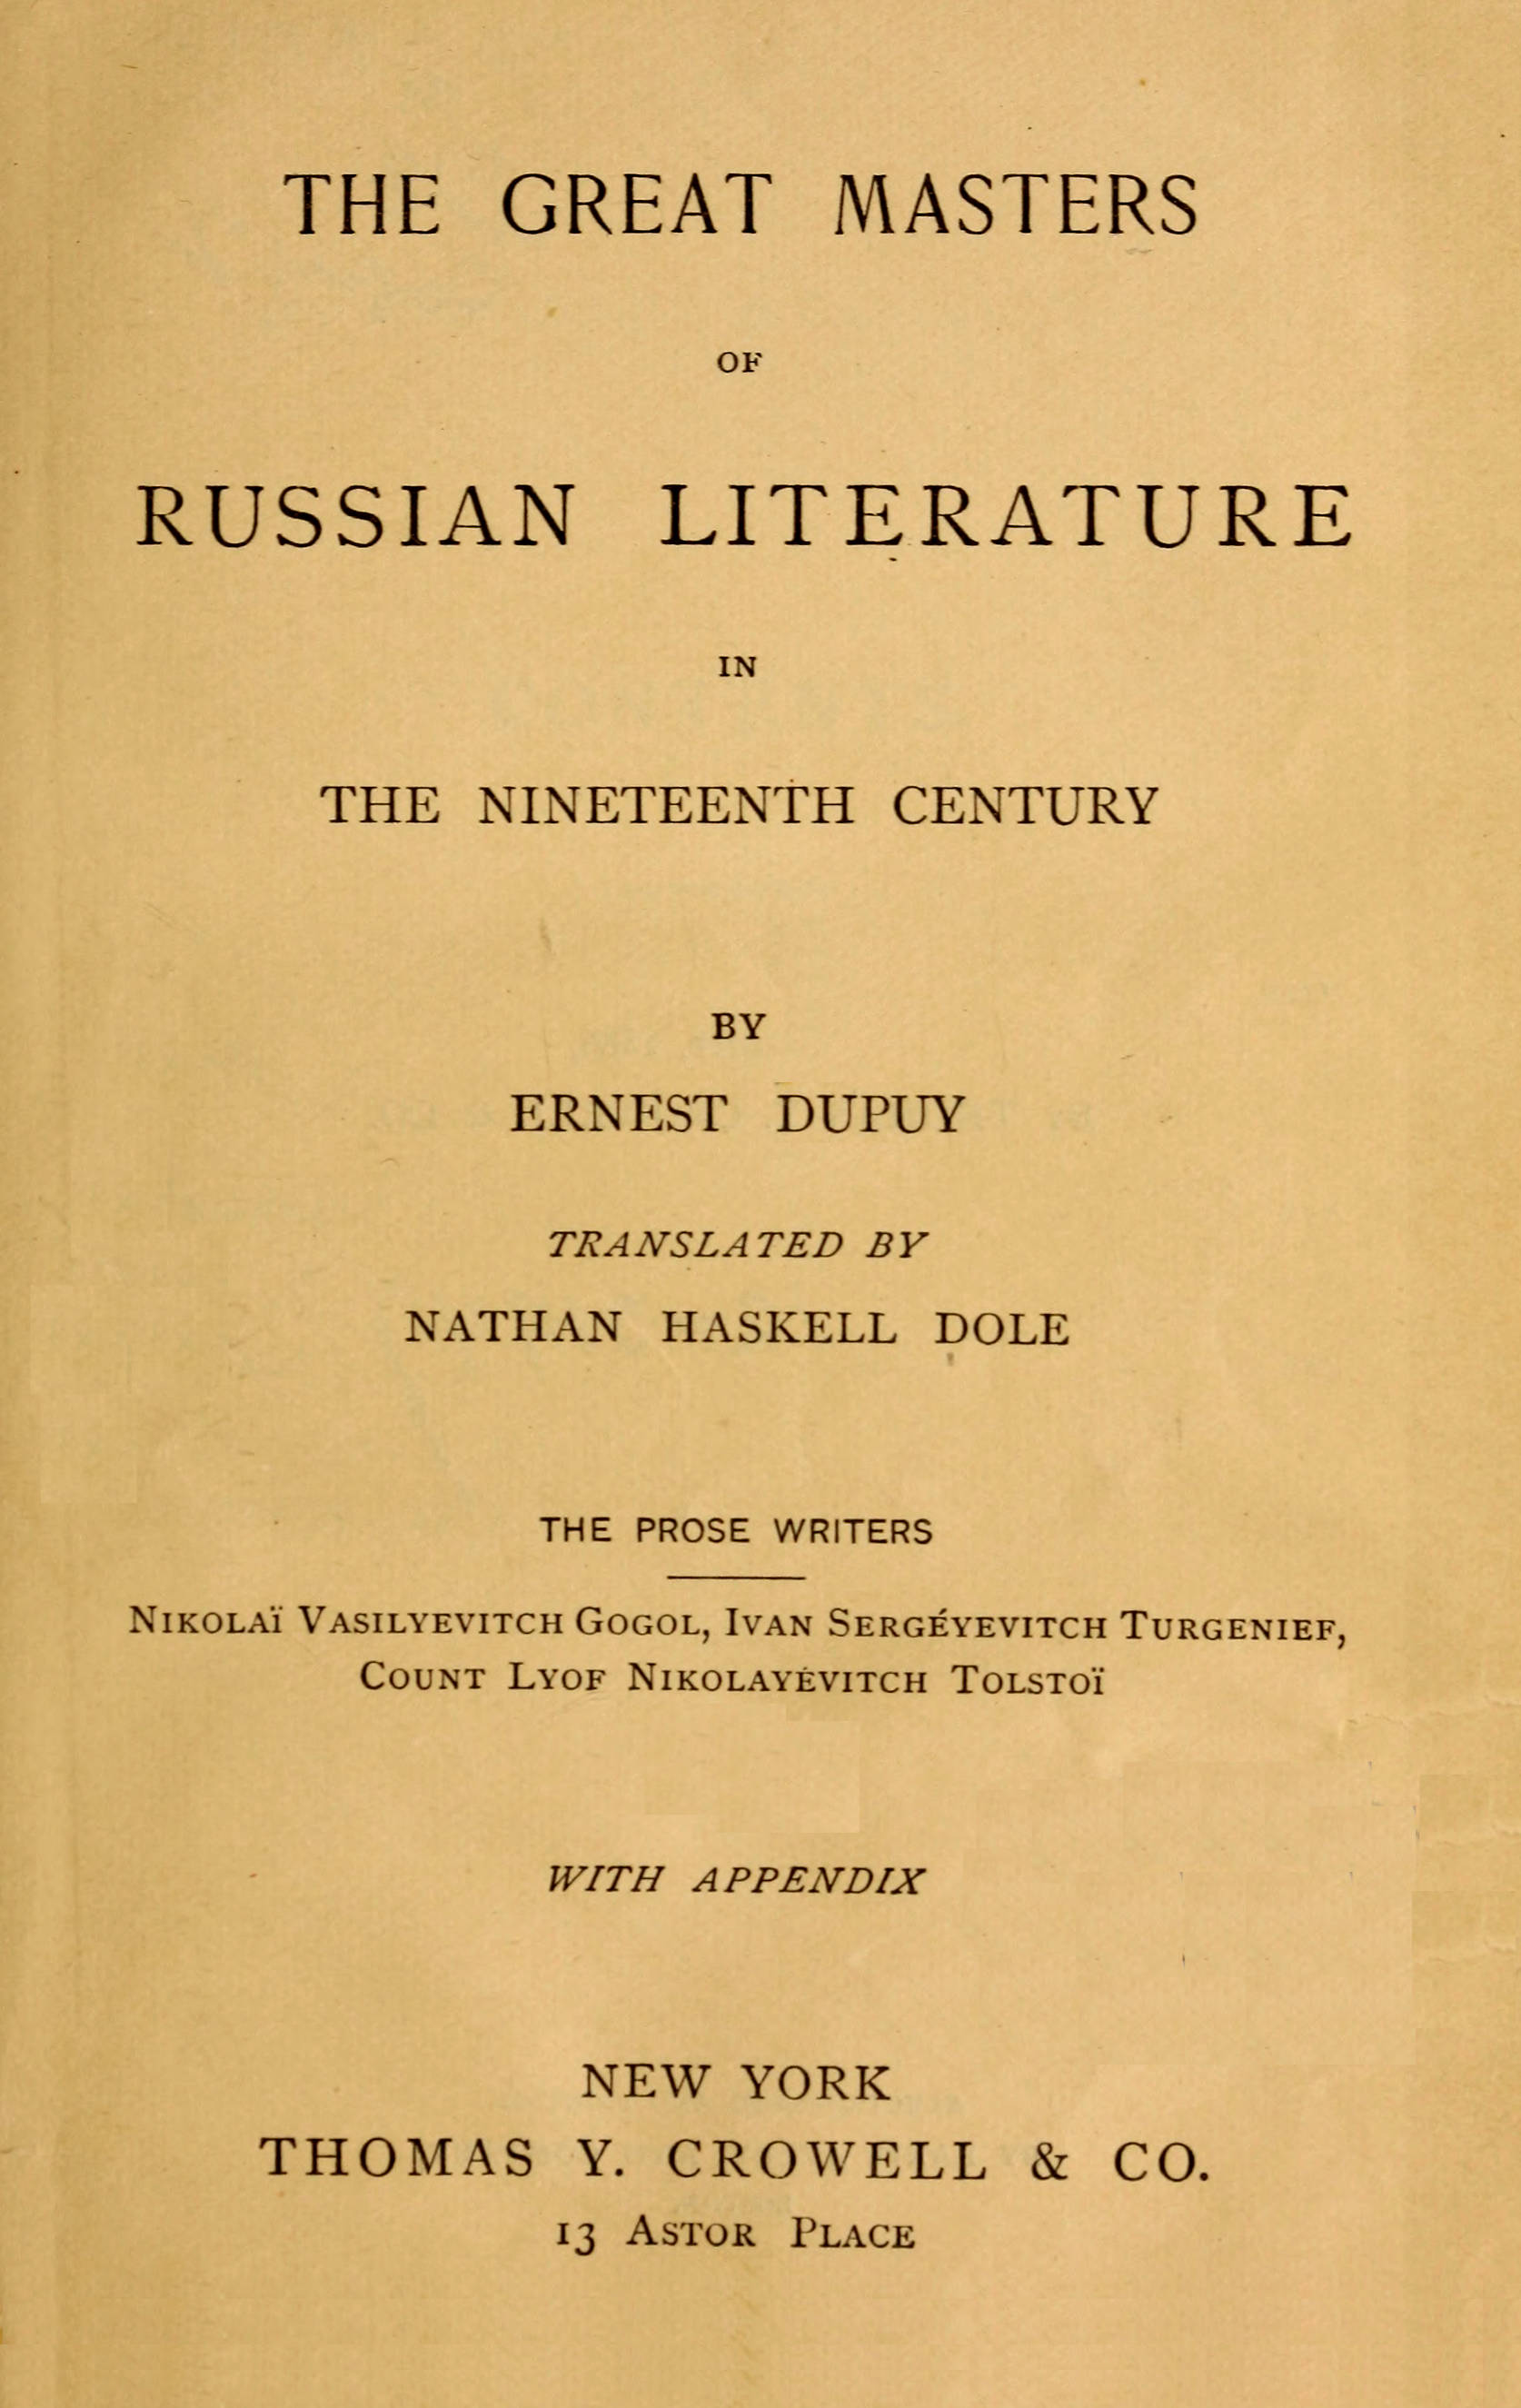 THE GREAT MASTERS
OF
RUSSIAN LITERATURE
IN
THE NINETEENTH CENTURY
BY
ERNEST DUPUY
TRANSLATED BY
NATHAN HASKELL DOLE
THE PROSE WRITERS
NIKOLAÏ VASILYEVITCH GOGOL, IVAN SERGÉYEVITCH TURGENIEF,
COUNT LYOF NIKOLAYÉVITCH TOLSTOÏ
WITH APPENDIX
NEW YORK
THOMAS Y. CROWELL & CO.
13 ASTOR PLACE